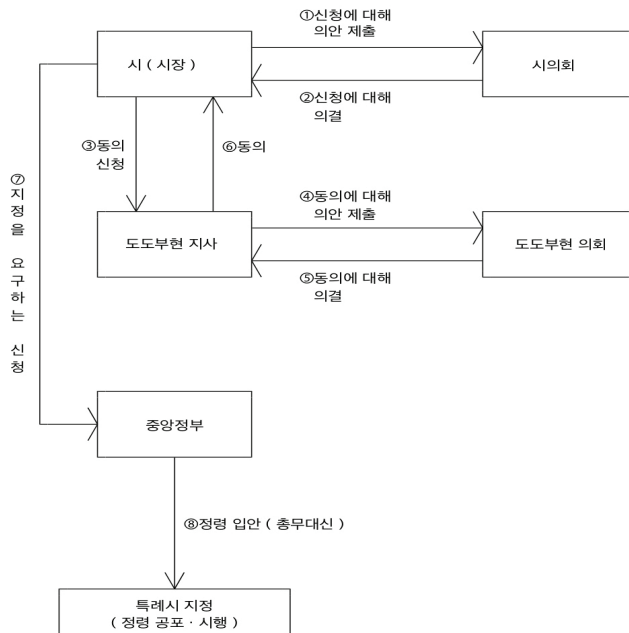 ①신청에 대해
의안 제출
시 ( 시장 )
시의회
②신청에 대해
의결
③동의
신청
⑥동의
④동의에 대해
의안 제출
도도부현 지사
도도부현 의회
⑤동의에 대해
의결
⑦지정을 요구하는 신청
중앙정부
⑧정령 입안 ( 총무대신 )
특례시 지정
( 정령 공포 · 시행 )